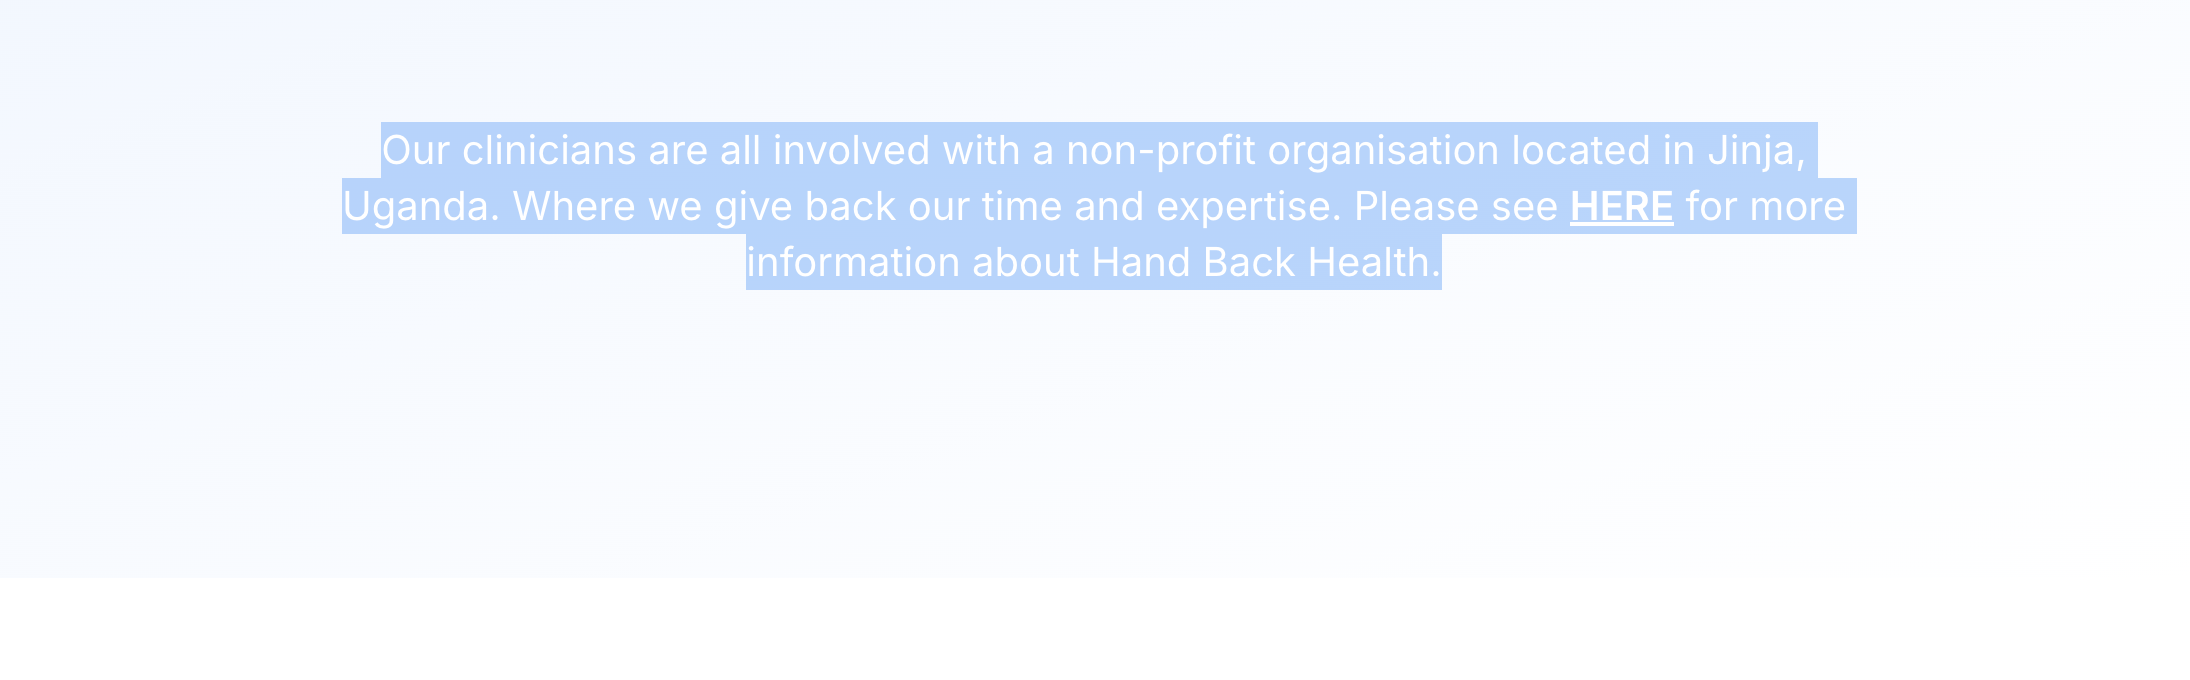 Our clinicians are all involved with a non-profit organisation located in Jinja,
Uganda. Where we give back our time and expertise. Please see HERE for more
information about Hand Back Health.